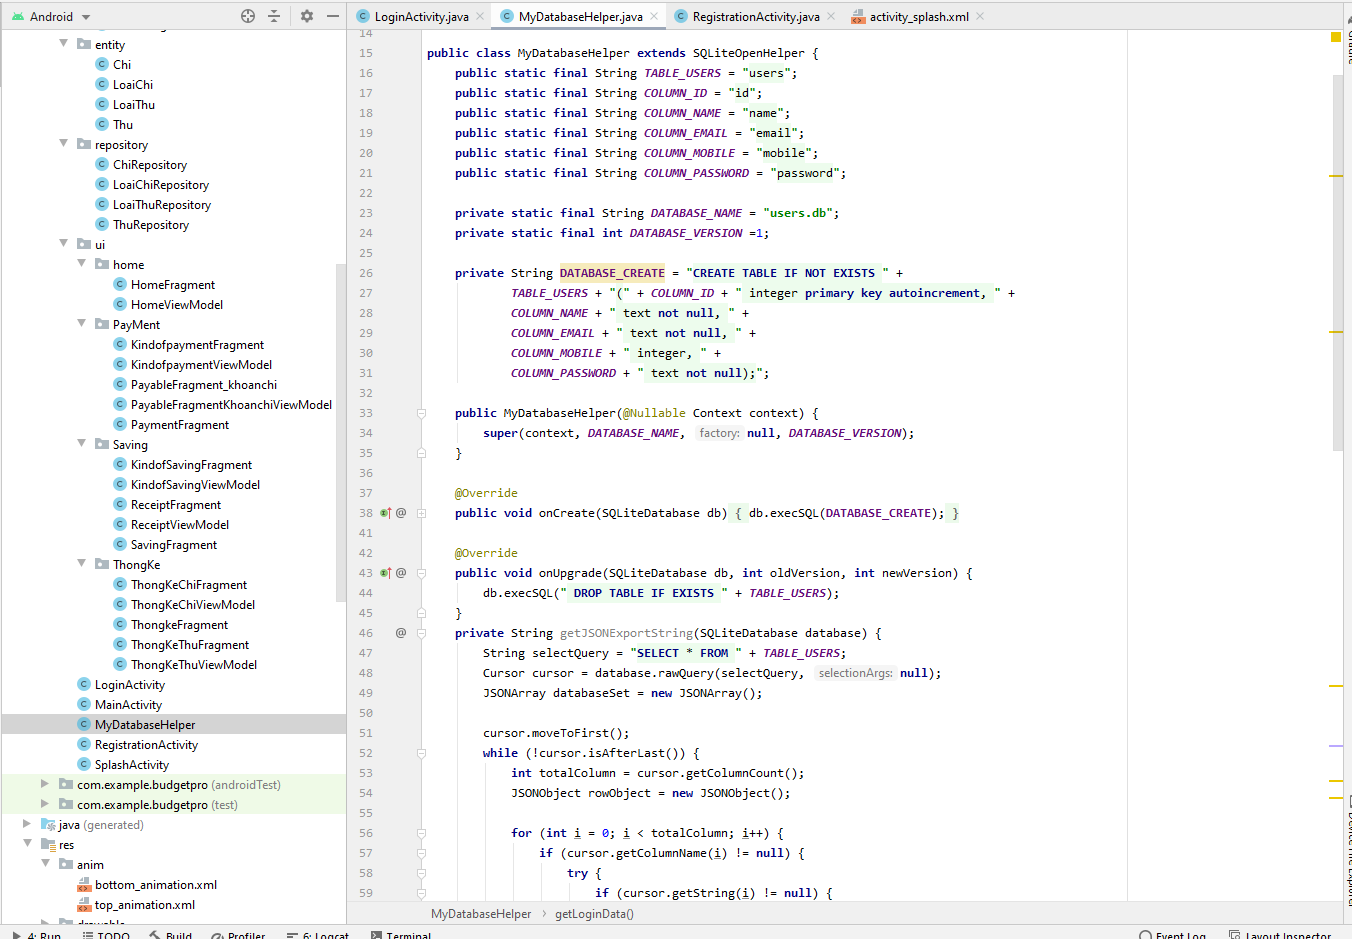 Android
LoginActivity.java
MyDatabaseHelper.java
RegistrationActivity.java
activity_splash.xml
entity
Chi
LoaiChi
LoaiThu
Thu
repository
ChiRepository
LoaiChiRepository
LoaiThuRepository
ThuRepository
ui
home
HomeFragment
HomeViewModel
PayMent
KindofpaymentFragment
KindofpaymentViewModel
PayableFragment_khoanchi
PayableFragmentKhoanchiViewModel
PaymentFragment
Saving
KindofSavingFragment
KindofSavingViewModel
ReceiptFragment
ReceiptViewModel
SavingFragment
ThongKe
ThongKeChiFragment
ThongKeChiViewModel
ThongkeFragment
ThongKeThuFragment
ThongKeThuViewModel
LoginActivity
MainActivity
MyDatabaseHelper
RegistrationActivity
SplashActivity
com.example.budgetpro (androidTest)
com.example.budgetpro (test)
java (generated)
res
anim
bottom_animation.xml
top_animation.xml
14
15 public class MyDatabaseHelper extends SQLiteOpenHelper {
16 public static final String TABLE_USERS = "users";
17 public static final String COLUMN_ID = "id";
18 public static final String COLUMN_NAME = "name";
19 public static final String COLUMN_EMAIL = "email";
20 public static final String COLUMN_MOBILE = "mobile";
21 public static final String COLUMN_PASSWORD = "password";
22
23 private static final String DATABASE_NAME = "users.db";
24 private static final int DATABASE_VERSION =1;
25
26 private String DATABASE_CREATE = "CREATE TABLE IF NOT EXISTS " +
27 TABLE_USERS + "(" + COLUMN_ID + " integer primary key autoincrement, " +
28 COLUMN_NAME + " text not null, " +
29 COLUMN_EMAIL + " text not null, " +
30 COLUMN_MOBILE + " integer, " +
31 COLUMN_PASSWORD + " text not null);";
32
33 public MyDatabaseHelper(@Nullable Context context) {
34 super(context, DATABASE_NAME, factory: null, DATABASE_VERSION);
35 }
36
37 @Override
38 @ public void onCreate(SQLiteDatabase db) { db.execSQL(DATABASE_CREATE); }
41
42 @Override
43 @ public void onUpgrade(SQLiteDatabase db, int oldVersion, int newVersion) {
44 db.execSQL(" DROP TABLE IF EXISTS " + TABLE_USERS);
45 }
46 @ private String getJSONExportString(SQLiteDatabase database) {
47 String selectQuery = "SELECT * FROM " + TABLE_USERS;
48 Cursor cursor = database.rawQuery(selectQuery, selectionArgs: null);
49 JSONArray databaseSet = new JSONArray();
50
51 cursor.moveToFirst();
52 while (!cursor.isAfterLast()) {
53 int totalColumn = cursor.getColumnCount();
54 JSONObject rowObject = new JSONObject();
55
56 for (int i = 0; i < totalColumn; i++) {
57 if (cursor.getColumnName(i) != null) {
58 try {
59 if (cursor.getString(i) != null) {
MyDatabaseHelper › getLoginData()
4: Run
TODO
Build
Profiler
6: Logcat
Terminal
Event Log
Layout Inspector